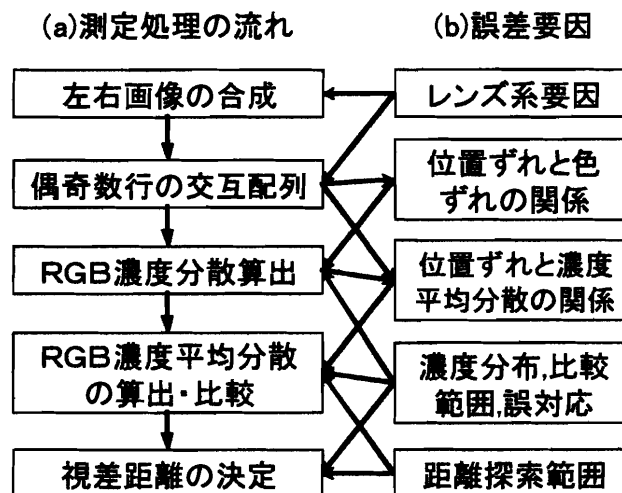 (a)測定処理の流れ
(b)誤差要因
左右画像の合成
レンズ系要因
偶奇数行の交互配列
位置ずれと色
ずれの関係
RGB濃度分散算出
位置ずれと濃度
平均分散の関係
RGB濃度平均分散
の算出・比較
濃度分布,比較
範囲,誤対応
視差距離の決定
距離探索範囲